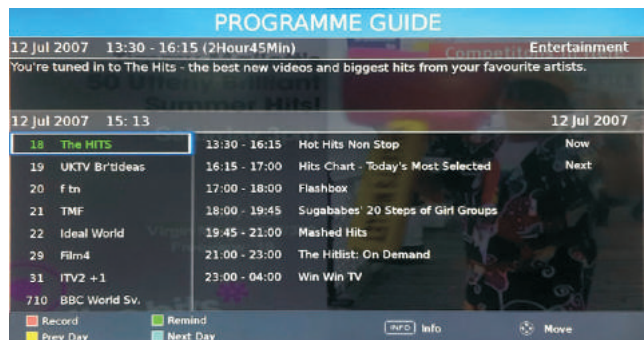 PROGRAMME GUIDE
12 Jul 2007 13:30 - 16:15 (2Hour45Min) Entertainment
You're tuned in to The Hits - the best new videos and biggest hits from your favourite artists.
Summer Hits!
12 Jul 2007 15:13 12 Jul 2007
18 The HITS 13:30 - 16:15 Hot Hits Non Stop Now
19 UKTV Br'tideas 16:15 - 17:00 Hits Chart - Today's Most Selected Next
20 f tn 17:00 - 18:00 Flashbox
21 TMF 18:00 - 19:45 Sugababes' 20 Steps of Girl Groups
22 Ideal World 19:45 - 21:00 Mashed Hits
29 Film4 21:00 - 23:00 The Hitlist: On Demand
31 ITV2 +1 23:00 - 04:00 Win Win TV
710 BBC World Sv.
Record Remind INFO Info Move
Prev Day Next Day